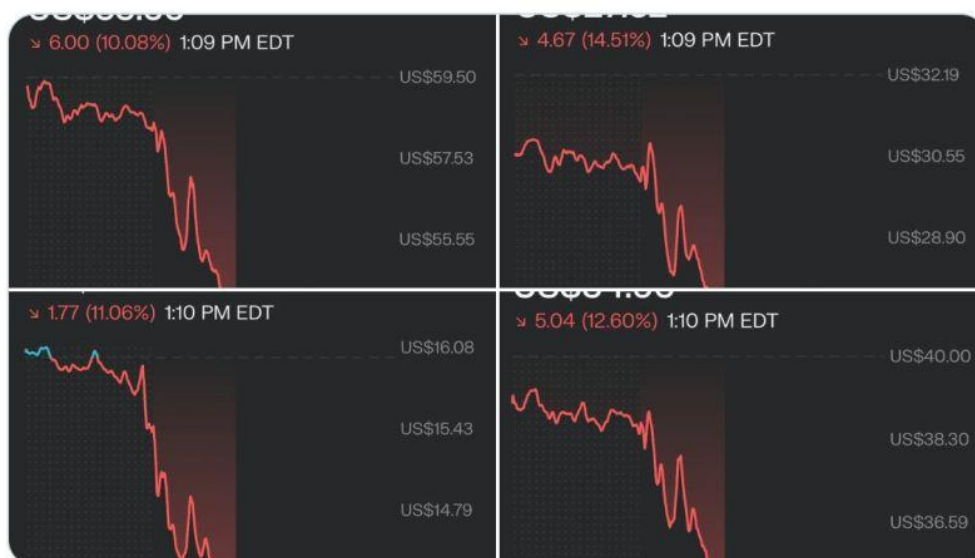 ↘ 6.00 (10.08%) 1:09 PM EDT
US$59.50
US$57.53
US$55.55
↘ 4.67 (14.51%) 1:09 PM EDT
US$32.19
US$30.55
US$28.90
↘ 1.77 (11.06%) 1:10 PM EDT
US$16.08
US$15.43
US$14.79
↘ 5.04 (12.60%) 1:10 PM EDT
US$40.00
US$38.30
US$36.59